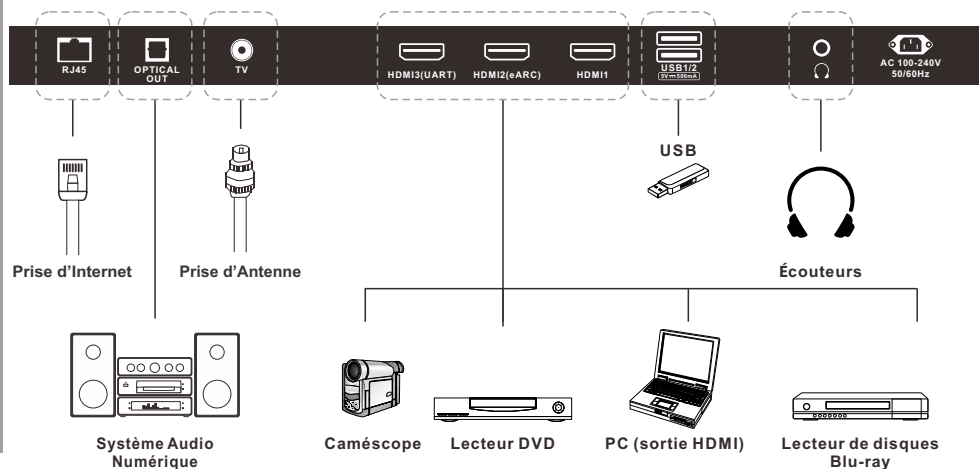 RJ45
OPTICAL
OUT
TV
HDMI3(UART)
HDMI2(eARC)
HDMI1
USB1/2
5V⎓500mA
AC 100-240V
50/60Hz
USB
Prise d’Internet
Prise d’Antenne
Écouteurs
Système Audio
Numérique
Caméscope
Lecteur DVD
PC (sortie HDMI)
Lecteur de disques
Blu-ray